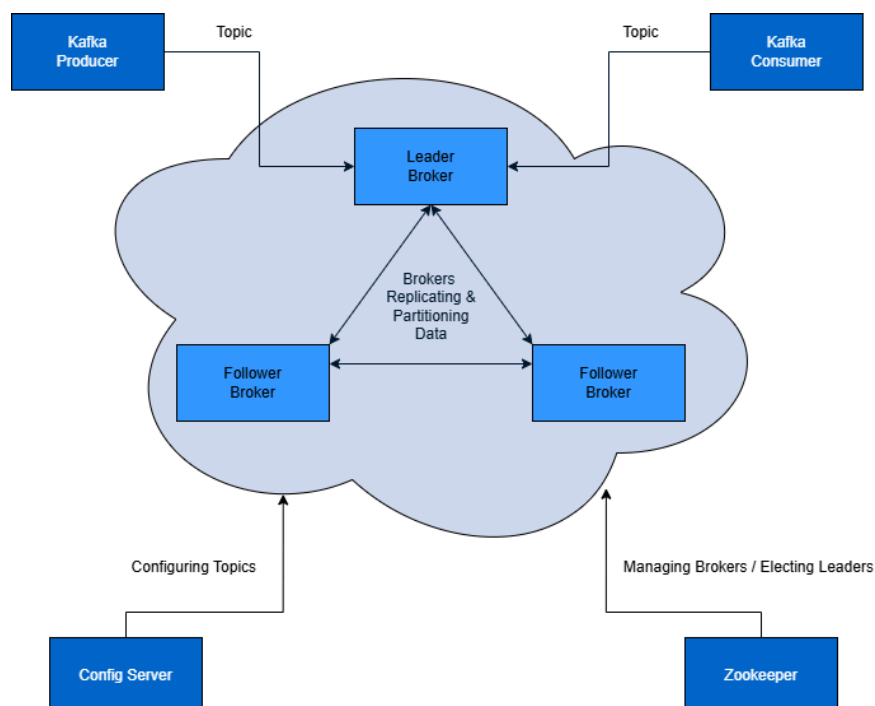 Kafka
Producer
Topic
Topic
Kafka
Consumer
Leader
Broker
Brokers
Replicating &
Partitioning
Data
Follower
Broker
Follower
Broker
Configuring Topics
Managing Brokers / Electing Leaders
Config Server
Zookeeper